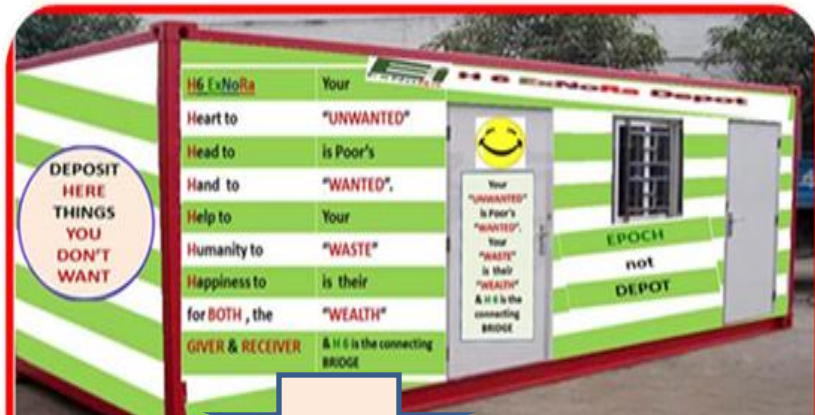 DEPOSIT
HERE
THINGS
YOU
DON'T
WANT
H6 ExNoRa Your
Heart to "UNWANTED"
Head to is Poor's
Hand to "WANTED".
Help to Your
Humanity to "WASTE"
Happiness to is their
for BOTH , the "WEALTH"
GIVER & RECEIVER & H 6 is the connecting
BRIDGE
H 6 ExNoRa Depot
Your
"UNWANTED"
is Poor's
"WANTED".
Your
"WASTE"
is their
"WEALTH"
& H 6 is the
connecting
BRIDGE
EPOCH
not
DEPOT
4